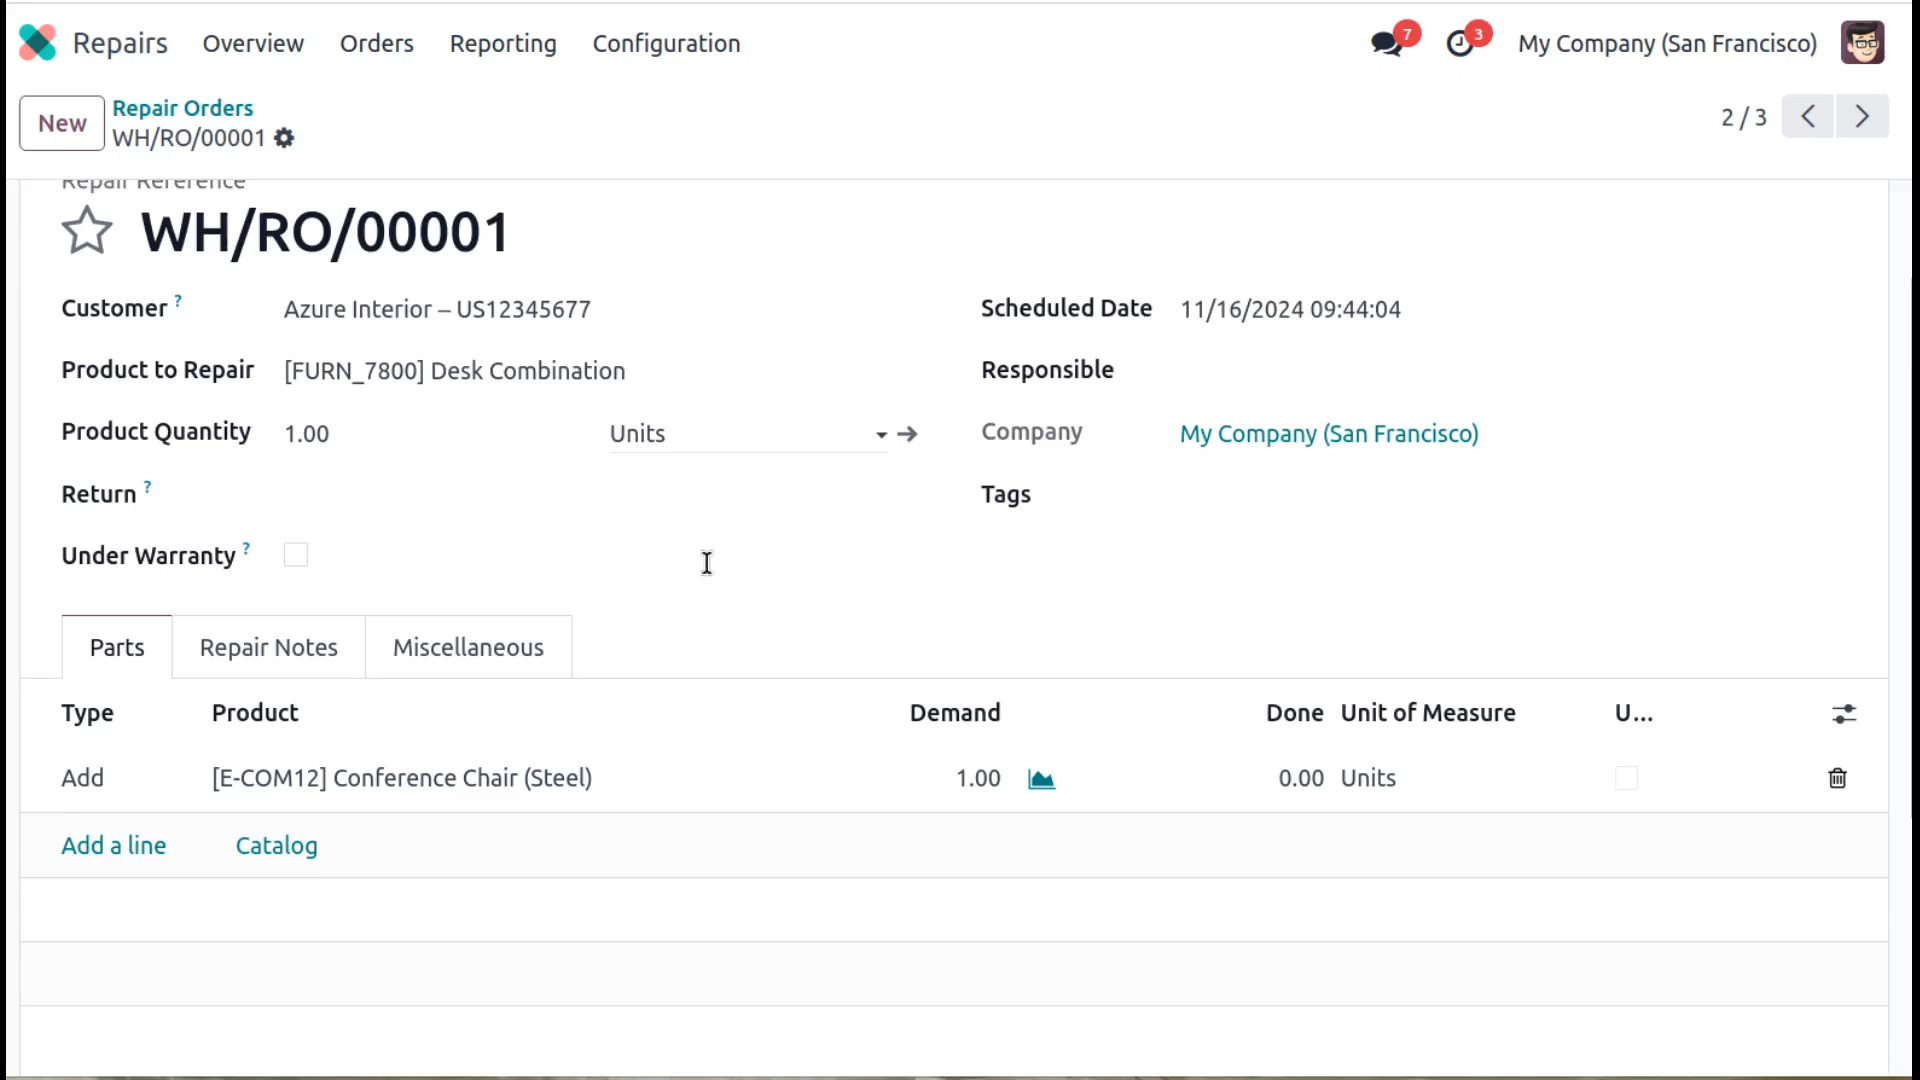 Repairs Overview Orders Reporting Configuration 7 3 My Company (San Francisco)
New Repair Orders 2 / 3
WH/RO/00001
Repair Reference
WH/RO/00001
Customer ? Azure Interior – US12345677 Scheduled Date 11/16/2024 09:44:04
Product to Repair [FURN_7800] Desk Combination Responsible
Product Quantity 1.00 Units Company My Company (San Francisco)
Return ? Tags
Under Warranty ?
Parts Repair Notes Miscellaneous
Type Product Demand Done Unit of Measure U...
Add [E-COM12] Conference Chair (Steel) 1.00 0.00 Units
Add a line Catalog